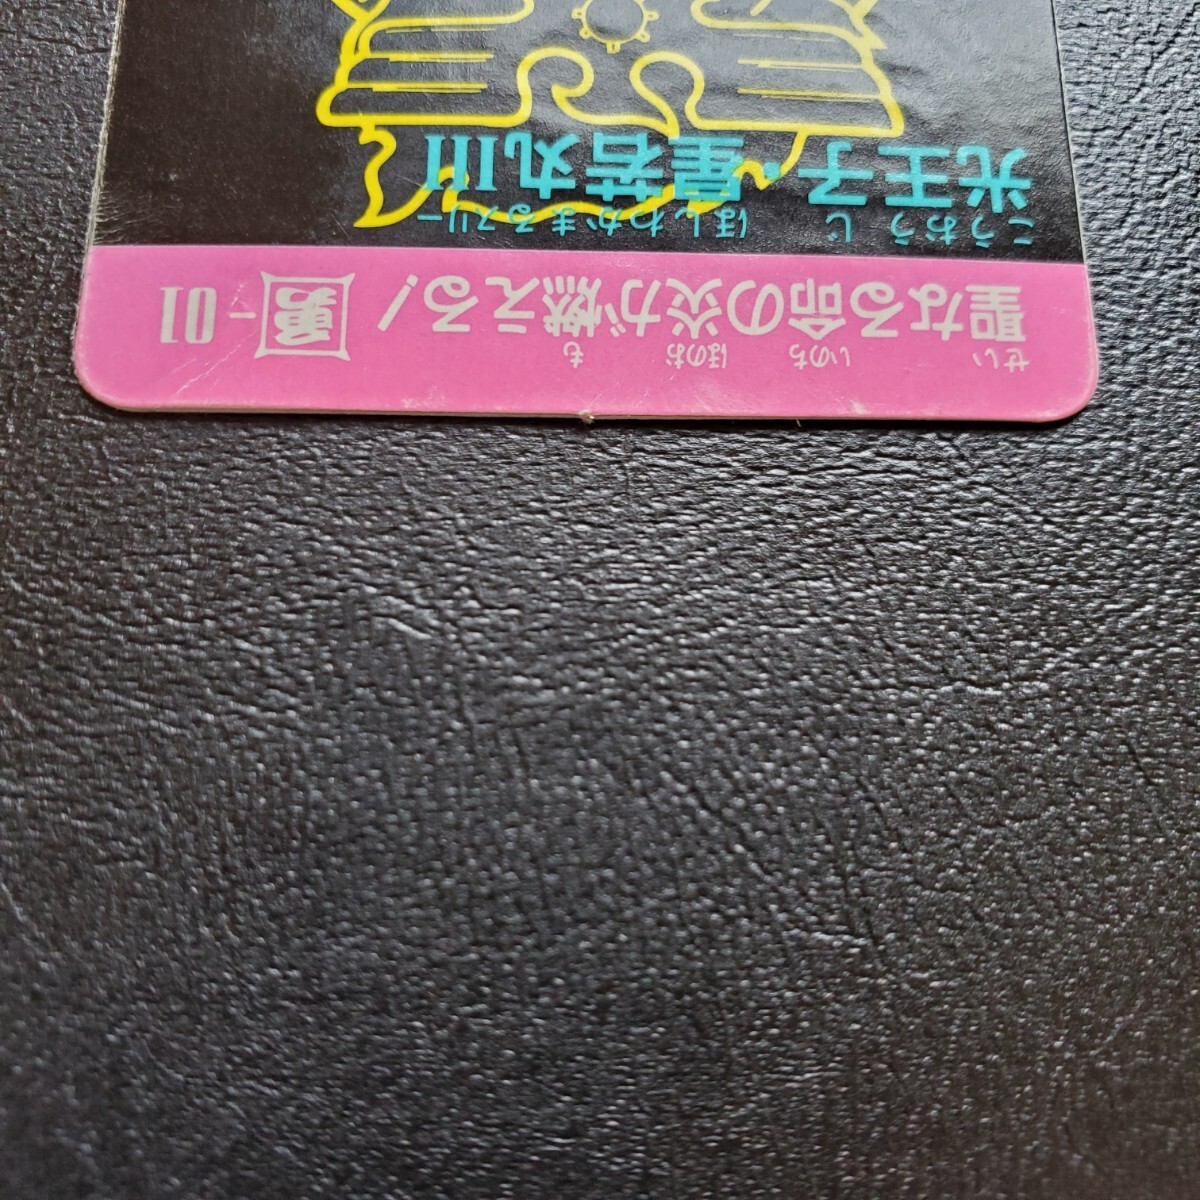 せい いのち ほのお も
聖なる命の炎が燃える! 勇-01
こうおうじ ほしわかまるスリー
光王子・星若丸III